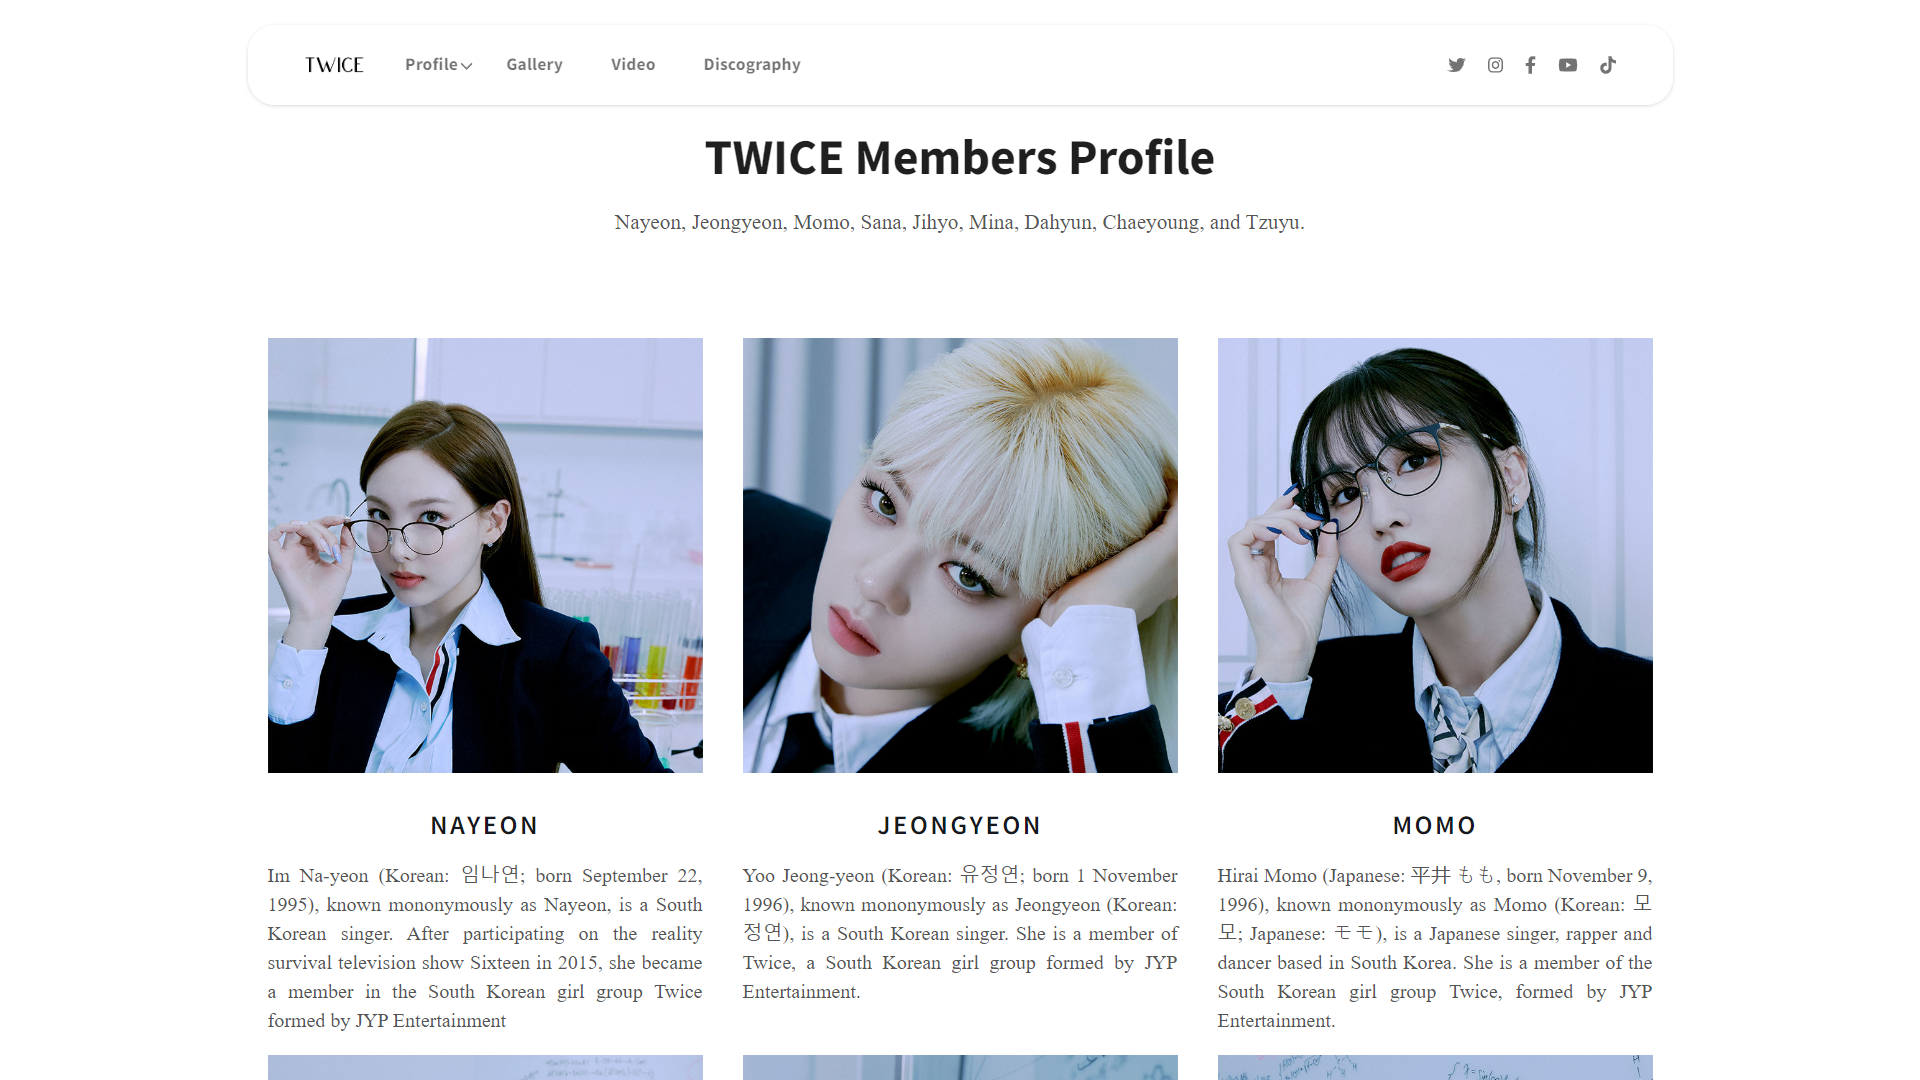 TWICE Profile Gallery Video Discography
TWICE Members Profile
Nayeon, Jeongyeon, Momo, Sana, Jihyo, Mina, Dahyun, Chaeyoung, and Tzuyu.
NAYEON
Im Na-yeon (Korean: 임나연; born September 22,
1995), known mononymously as Nayeon, is a South
Korean singer. After participating on the reality
survival television show Sixteen in 2015, she became
a member in the South Korean girl group Twice
formed by JYP Entertainment
JEONGYEON
Yoo Jeong-yeon (Korean: 유정연; born 1 November
1996), known mononymously as Jeongyeon (Korean:
정연), is a South Korean singer. She is a member of
Twice, a South Korean girl group formed by JYP
Entertainment.
MOMO
Hirai Momo (Japanese: 平井 もも, born November 9,
1996), known mononymously as Momo (Korean: 모
모; Japanese: モモ), is a Japanese singer, rapper and
dancer based in South Korea. She is a member of the
South Korean girl group Twice, formed by JYP
Entertainment.